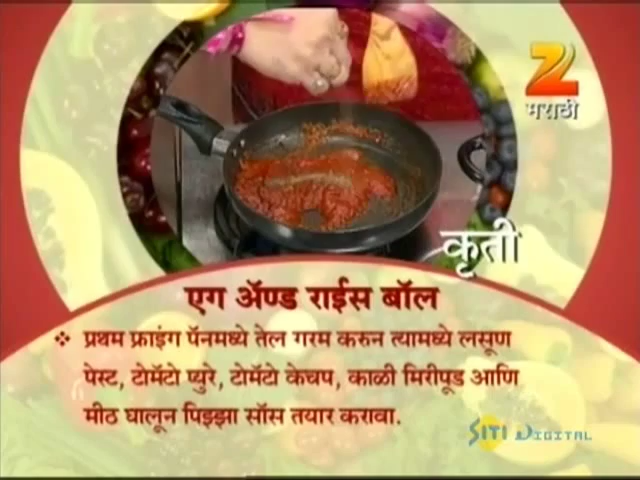 Z
मराठी
कृती
एग ॲण्ड राईस बॉल
❖ प्रथम फ्राइंग पॅनमध्ये तेल गरम करुन त्यामध्ये लसूण
पेस्ट, टोमॅटो प्युरे, टोमॅटो केचप, काळी मिरीपूड आणि
मीठ घालून पिझ्झा सॉस तयार करावा.
SITI DIGITAL